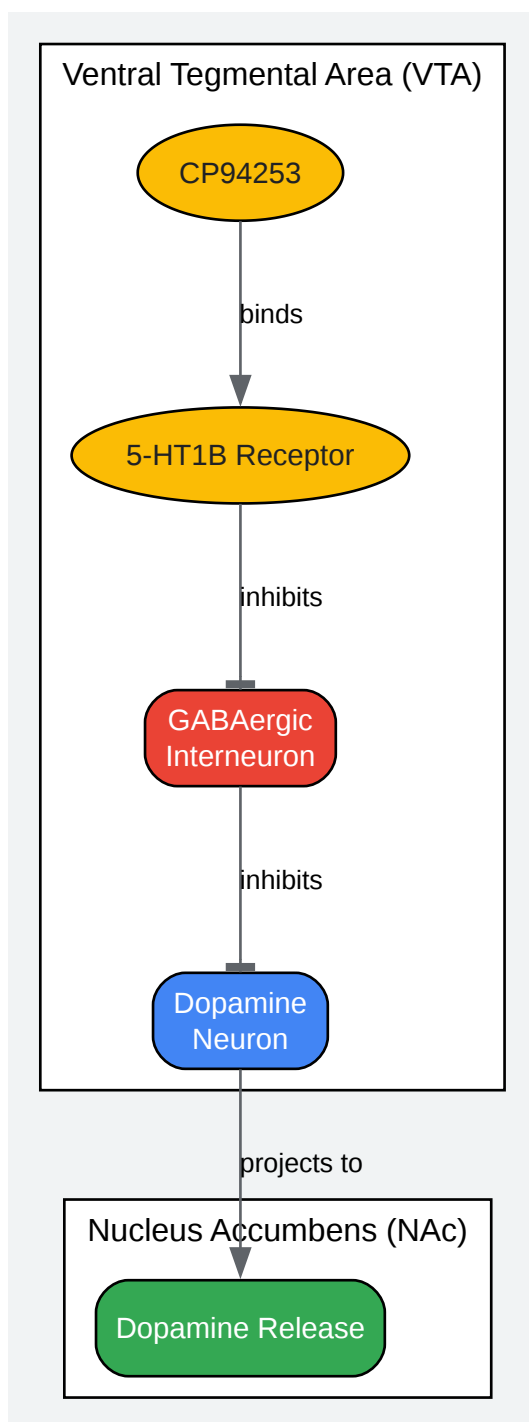 Ventral Tegmental Area (VTA)
CP94253
binds
5-HT1B Receptor
inhibits
GABAergic
Interneuron
inhibits
Dopamine
Neuron
projects to
Nucleus Accumbens (NAc)
Dopamine Release